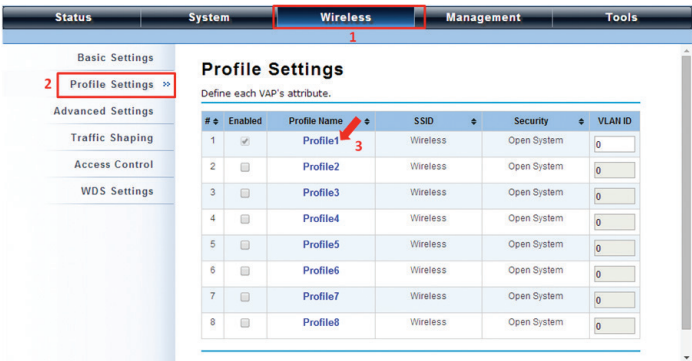 Status System Wireless Management Tools
1
Basic Settings
2 Profile Settings »
Advanced Settings
Traffic Shaping
Access Control
WDS Settings
Profile Settings
Define each VAP's attribute.
# Enabled Profile Name SSID Security VLAN ID
1 Profile1 Wireless Open System 0
3
2 Profile2 Wireless Open System 0
3 Profile3 Wireless Open System 0
4 Profile4 Wireless Open System 0
5 Profile5 Wireless Open System 0
6 Profile6 Wireless Open System 0
7 Profile7 Wireless Open System 0
8 Profile8 Wireless Open System 0